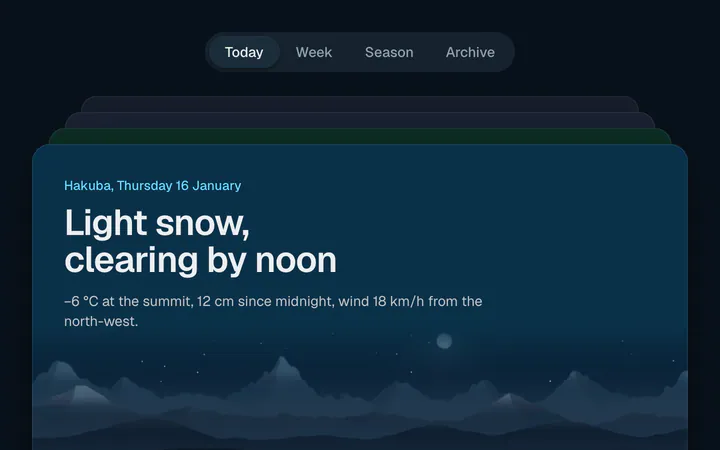 Today Week Season Archive
Hakuba, Thursday 16 January
Light snow,
clearing by noon
−6 °C at the summit, 12 cm since midnight, wind 18 km/h from the
north-west.